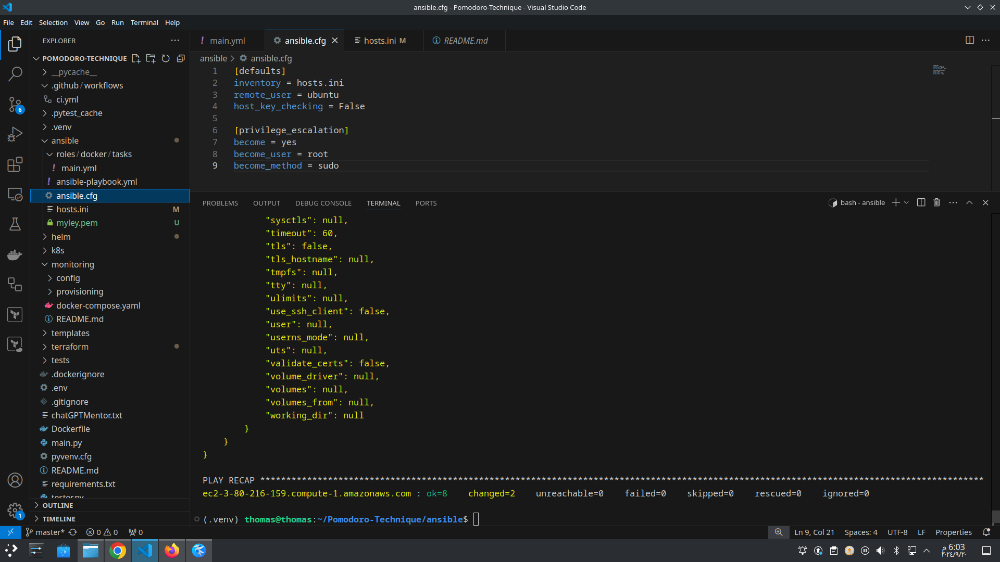 ansible.cfg - Pomodoro-Technique - Visual Studio Code
File Edit Selection View Go Run Terminal Help
EXPLORER
POMODORO-TECHNIQUE
__pycache__
.github/workflows
ci.yml
.pytest_cache
.venv
ansible
roles/docker/tasks
main.yml
ansible-playbook.yml
ansible.cfg
hosts.ini M
myley.pem U
helm
k8s
monitoring
config
provisioning
docker-compose.yaml
README.md
templates
terraform
tests
.dockerignore
.env
.gitignore
chatGPTMentor.txt
Dockerfile
main.py
pyvenv.cfg
README.md
requirements.txt
tester.py
OUTLINE
TIMELINE
6
1
main.yml ansible.cfg hosts.ini M README.md
ansible > ansible.cfg
1 [defaults]
2 inventory = hosts.ini
3 remote_user = ubuntu
4 host_key_checking = False
5
6 [privilege_escalation]
7 become = yes
8 become_user = root
9 become_method = sudo
PROBLEMS OUTPUT DEBUG CONSOLE TERMINAL PORTS
bash - ansible
"sysctls": null,
"timeout": 60,
"tls": false,
"tls_hostname": null,
"tmpfs": null,
"tty": null,
"ulimits": null,
"use_ssh_client": false,
"user": null,
"userns_mode": null,
"uts": null,
"validate_certs": false,
"volume_driver": null,
"volumes": null,
"volumes_from": null,
"working_dir": null
}
}
}
PLAY RECAP *******************************************************************************************************************************************
ec2-3-80-216-159.compute-1.amazonaws.com : ok=8 changed=2 unreachable=0 failed=0 skipped=0 rescued=0 ignored=0
(.venv) thomas@thomas:~/Pomodoro-Technique/ansible$
master* 0 0 0
Ln 9, Col 21 Spaces: 4 UTF-8 LF Properties
6:03 م
٢٠٢٤/٩/٢٠